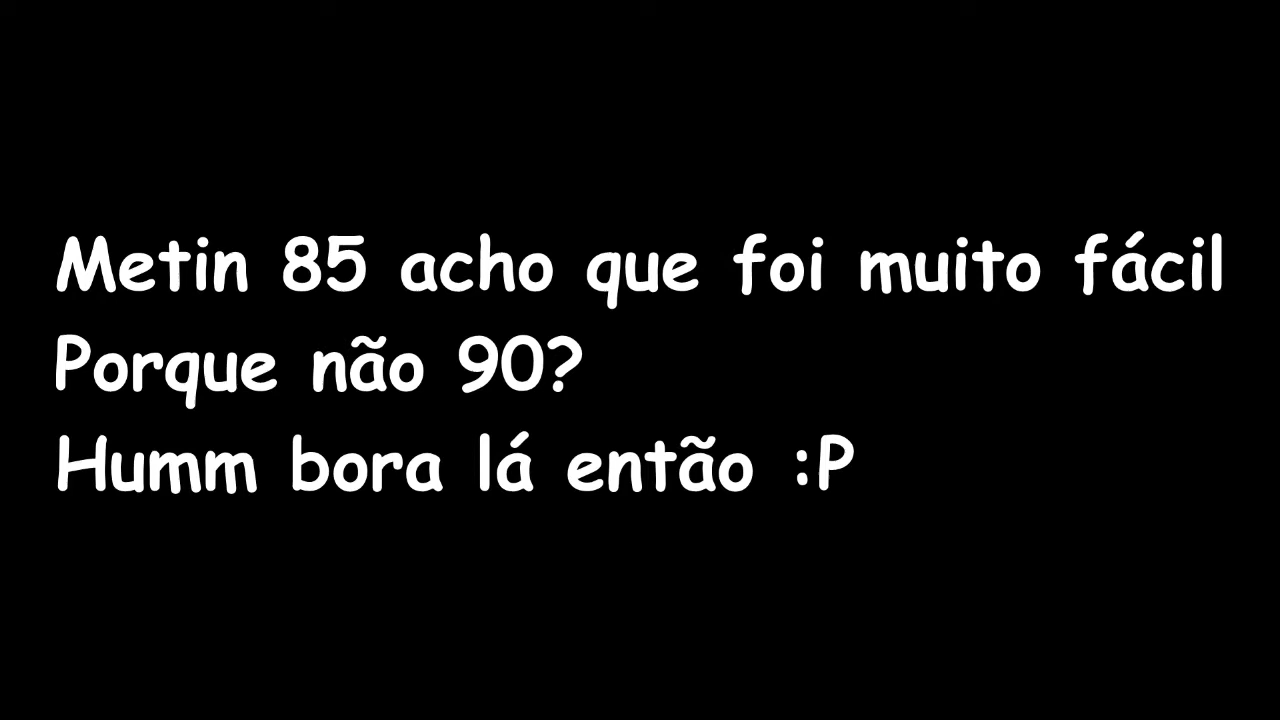 Metin 85 acho que foi muito fácil
Porque não 90?
Humm bora lá então :P